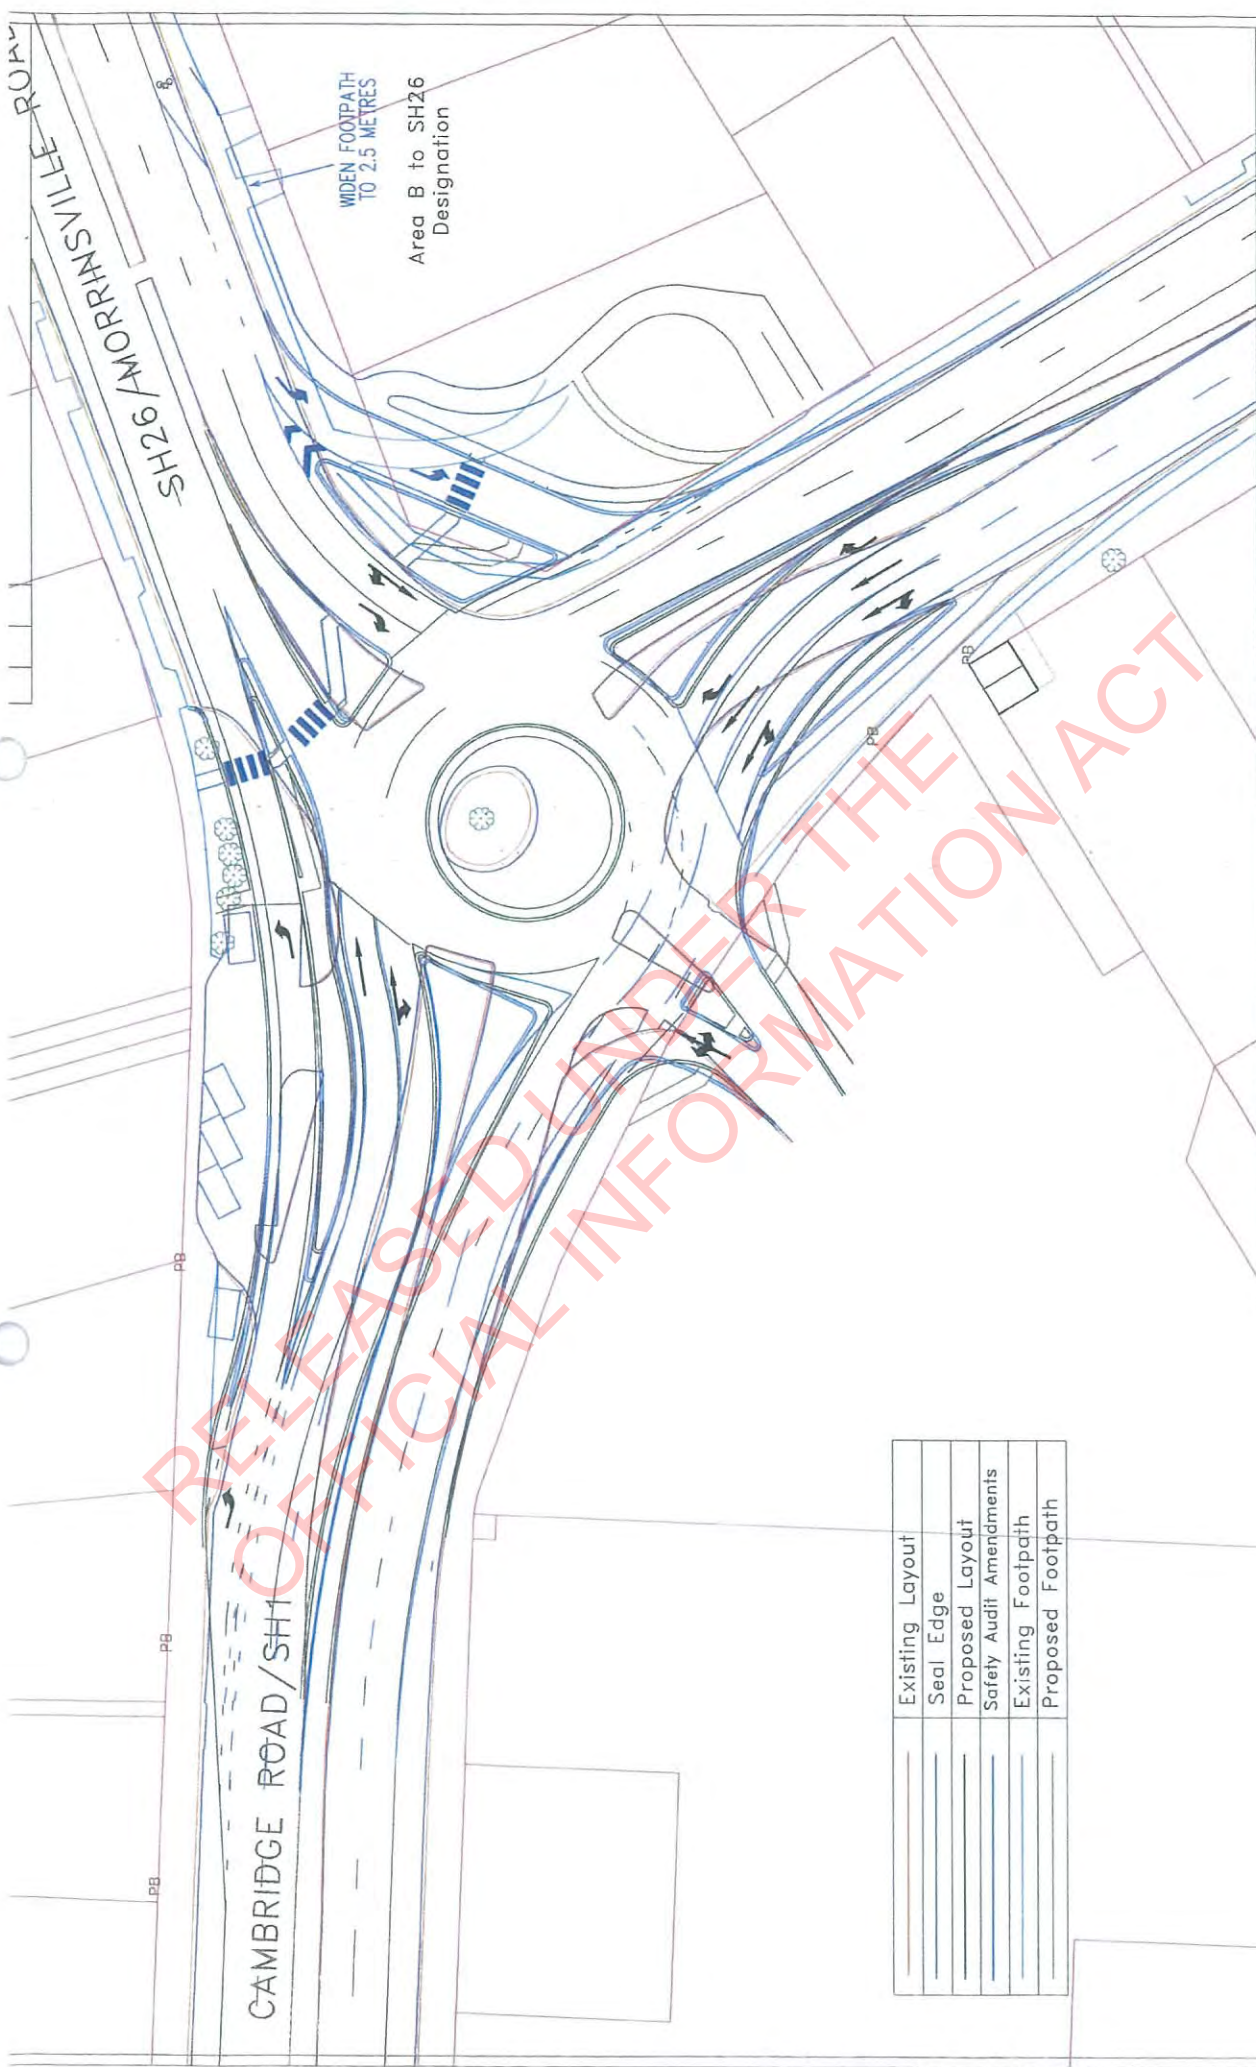 SH26/MORRINSVILLE ROAD
WIDEN FOOTPATH
TO 2.5 METRES
Area B to SH26
Designation
CAMBRIDGE ROAD/SH1
PB
PB
PB
PB
PB
Existing Layout
Seal Edge
Proposed Layout
Safety Audit Amendments
Existing Footpath
Proposed Footpath
RELEASED UNDER THE
OFFICIAL INFORMATION ACT